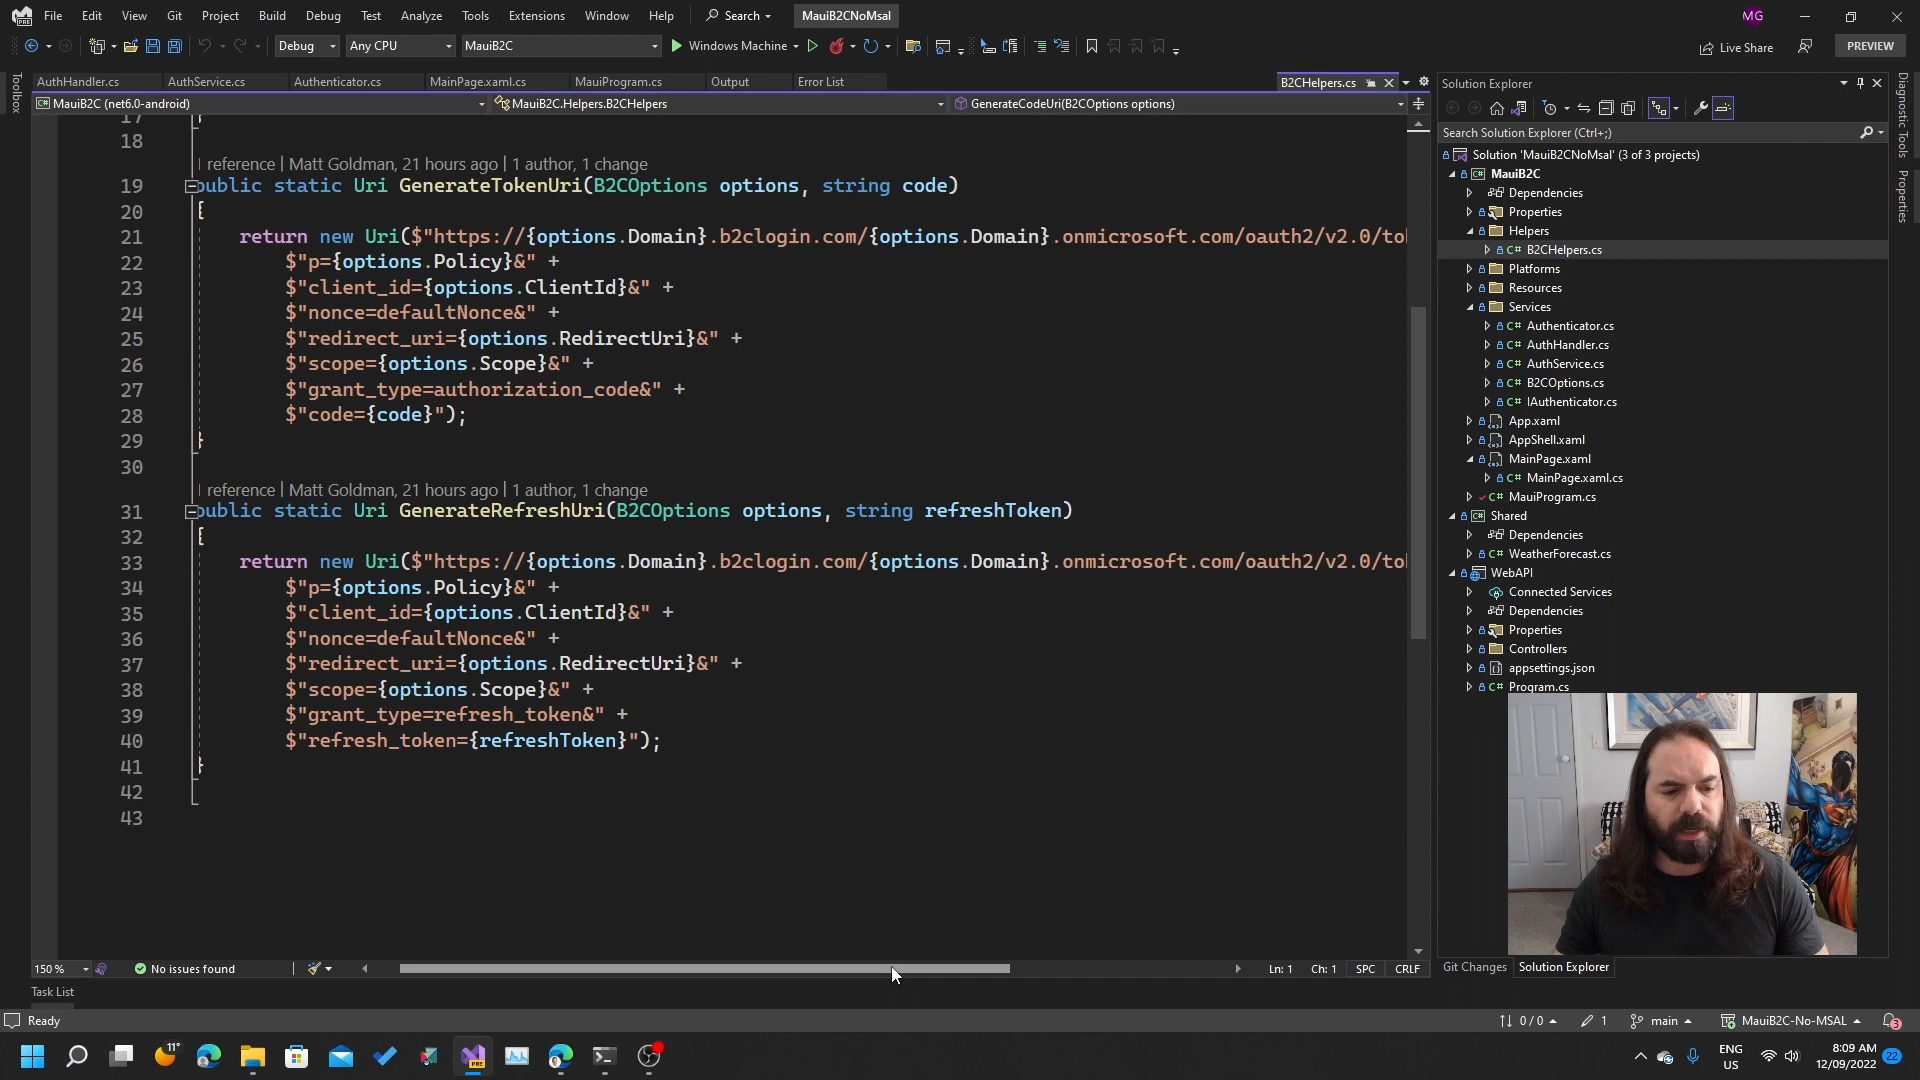 File Edit View Git Project Build Debug Test Analyze Tools Extensions Window Help Search MauiB2CNoMsal MG
Debug Any CPU MauiB2C Windows Machine Live Share PREVIEW
Toolbox
AuthHandler.cs AuthService.cs Authenticator.cs MainPage.xaml.cs MauiProgram.cs Output Error List B2CHelpers.cs
MauiB2C (net6.0-android) MauiB2C.Helpers.B2CHelpers GenerateCodeUri(B2COptions options)
17 }
18
1 reference | Matt Goldman, 21 hours ago | 1 author, 1 change
19 public static Uri GenerateTokenUri(B2COptions options, string code)
20 {
21 return new Uri($"https://{options.Domain}.b2clogin.com/{options.Domain}.onmicrosoft.com/oauth2/v2.0/to
22 $"p={options.Policy}&" +
23 $"client_id={options.ClientId}&" +
24 $"nonce=defaultNonce&" +
25 $"redirect_uri={options.RedirectUri}&" +
26 $"scope={options.Scope}&" +
27 $"grant_type=authorization_code&" +
28 $"code={code}");
29 }
30
1 reference | Matt Goldman, 21 hours ago | 1 author, 1 change
31 public static Uri GenerateRefreshUri(B2COptions options, string refreshToken)
32 {
33 return new Uri($"https://{options.Domain}.b2clogin.com/{options.Domain}.onmicrosoft.com/oauth2/v2.0/to
34 $"p={options.Policy}&" +
35 $"client_id={options.ClientId}&" +
36 $"nonce=defaultNonce&" +
37 $"redirect_uri={options.RedirectUri}&" +
38 $"scope={options.Scope}&" +
39 $"grant_type=refresh_token&" +
40 $"refresh_token={refreshToken}");
41 }
42
43
150 % No issues found Ln: 1 Ch: 1 SPC CRLF
Task List
Solution Explorer
Search Solution Explorer (Ctrl+;)
Solution 'MauiB2CNoMsal' (3 of 3 projects)
MauiB2C
Dependencies
Properties
Helpers
C# B2CHelpers.cs
Platforms
Resources
Services
C# Authenticator.cs
C# AuthHandler.cs
C# AuthService.cs
C# B2COptions.cs
C# IAuthenticator.cs
App.xaml
AppShell.xaml
MainPage.xaml
C# MainPage.xaml.cs
C# MauiProgram.cs
Shared
Dependencies
C# WeatherForecast.cs
WebAPI
Connected Services
Dependencies
Properties
Controllers
appsettings.json
C# Program.cs
Git Changes Solution Explorer
Diagnostic Tools
Properties
Ready 0 / 0 1 main MauiB2C-No-MSAL 3
11° PRE ENG US 8:09 AM 12/09/2022 22